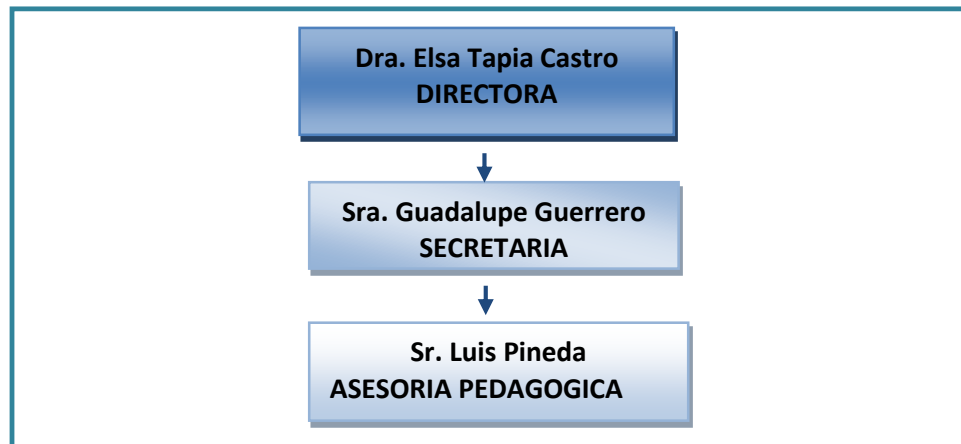 Dra. Elsa Tapia Castro
DIRECTORA
Sra. Guadalupe Guerrero
SECRETARIA
Sr. Luis Pineda
ASESORIA PEDAGOGICA